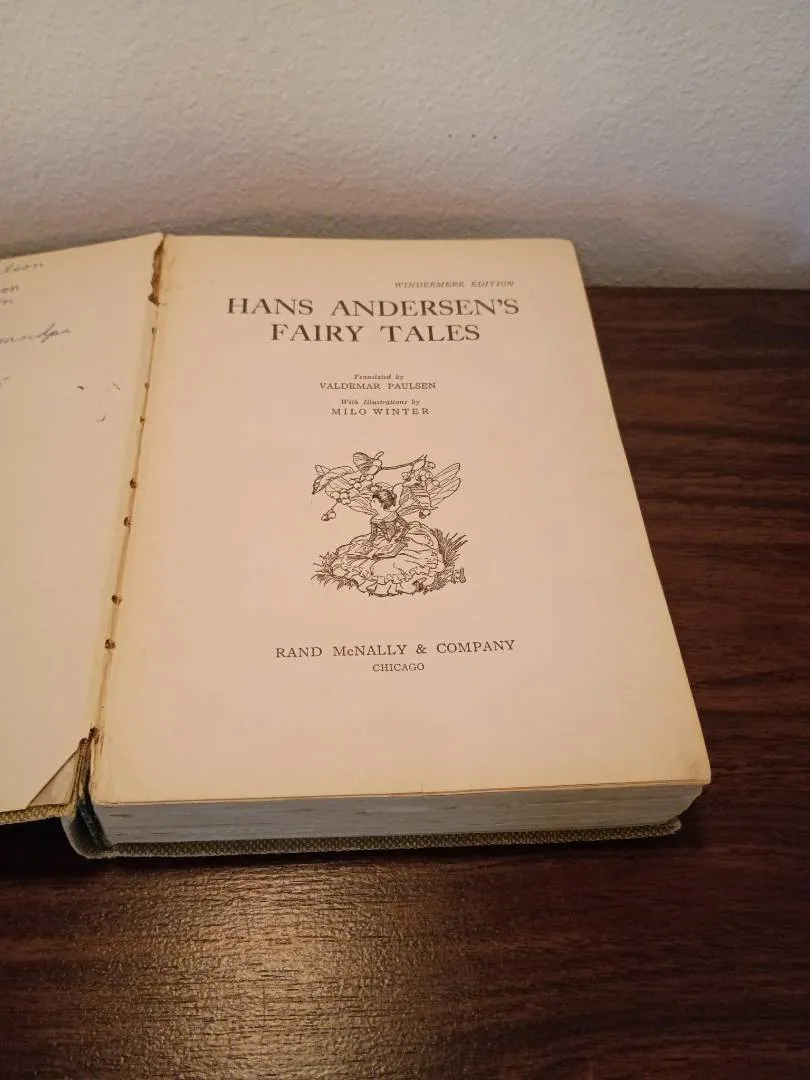 WINDERMERE EDITION
HANS ANDERSEN'S
FAIRY TALES
Translated by
VALDEMAR PAULSEN
With Illustrations by
MILO WINTER
RAND McNALLY & COMPANY
CHICAGO